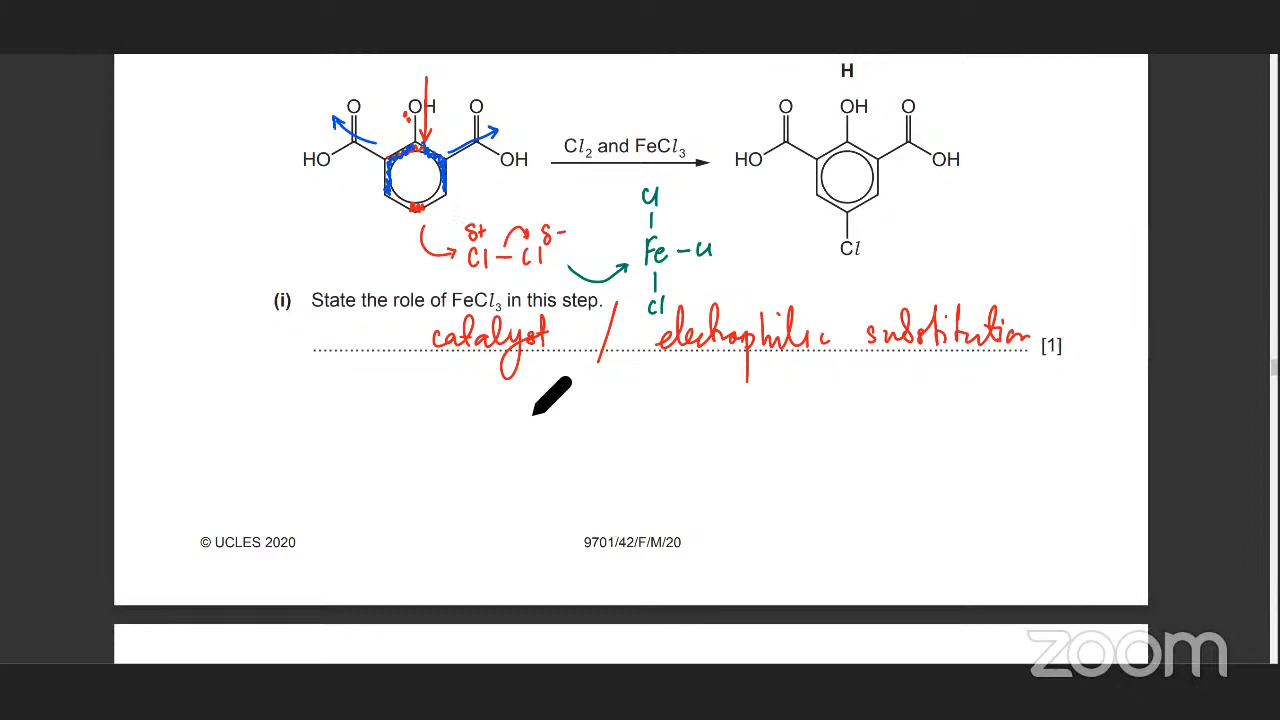 H
O OH O O OH O
HO OH Cl2 and FeCl3 HO OH
Cl
δ+ δ-
Cl – Cl Fe – Cl Cl
Cl
(i) State the role of FeCl3 in this step.
catalyst / electrophilic substitution [1]
© UCLES 2020 9701/42/F/M/20
zoom